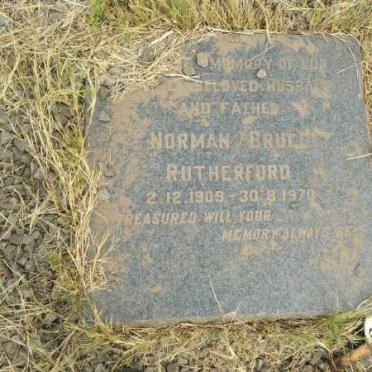 MEMORY OF OUR
BELOVED HUSBAND
AND FATHER
NORMAN BRUCE
RUTHERFORD
2.12.1909 - 30.8.1970
TREASURED WILL YOUR
MEMORY ALWAYS BE